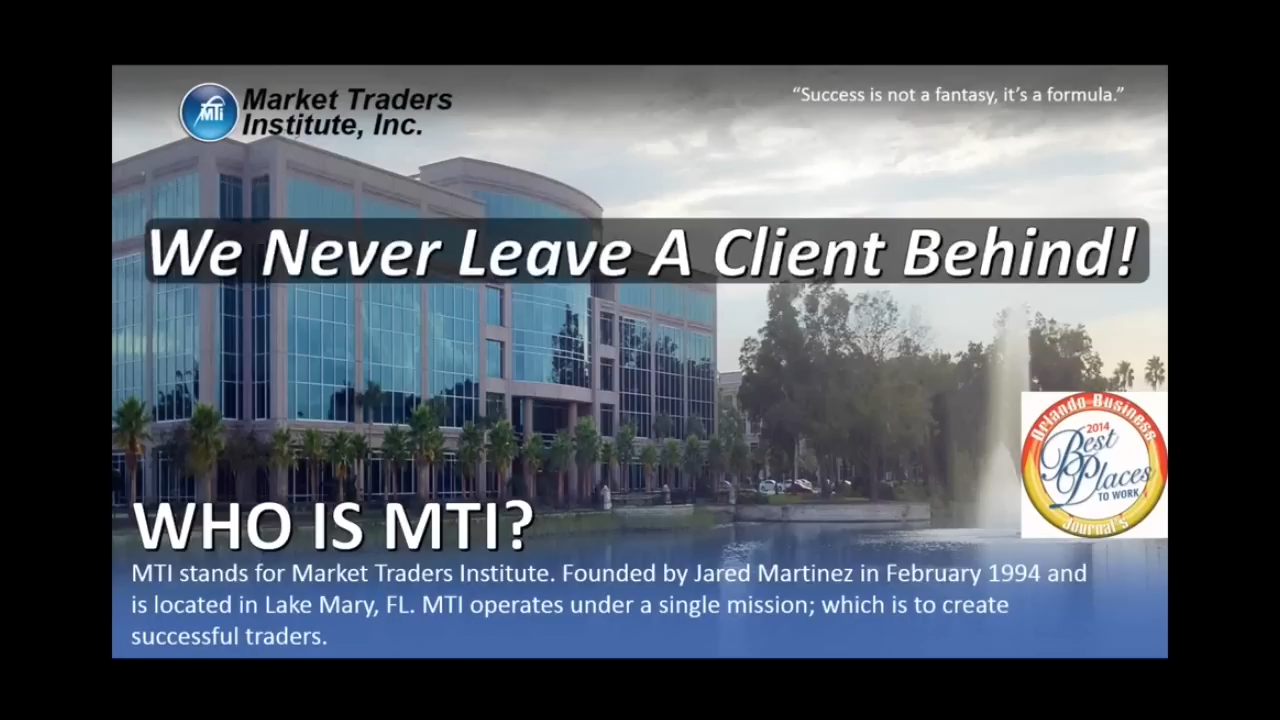 MTi
Market Traders
Institute, Inc.
“Success is not a fantasy, it’s a formula.”
We Never Leave A Client Behind!
Orlando Business
2014
Best
Places
TO WORK
Journal's
WHO IS MTI?
MTI stands for Market Traders Institute. Founded by Jared Martinez in February 1994 and
is located in Lake Mary, FL. MTI operates under a single mission; which is to create
successful traders.